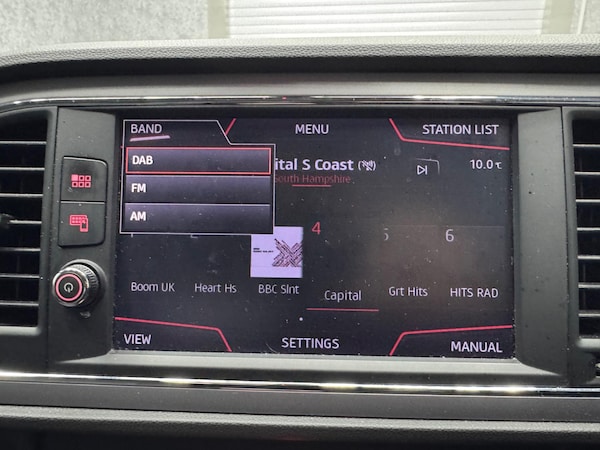 BAND MENU STATION LIST
DAB
ital S Coast 10.0 °C
South Hampshire
FM
AM
4 5 6
Boom UK Heart Hs BBC Slnt Capital Grt Hits HITS RAD
VIEW SETTINGS MANUAL